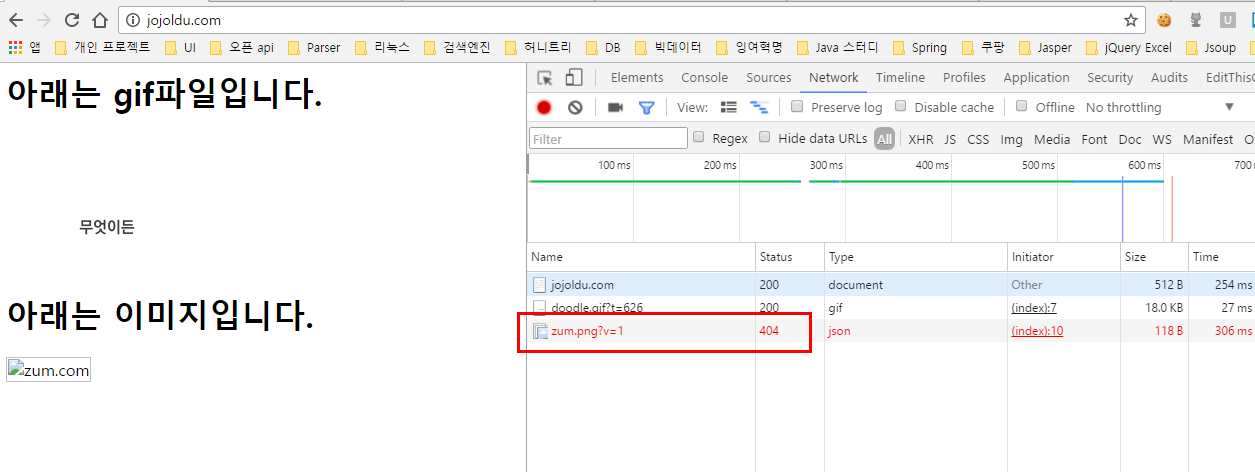 jojoldu.com
앱 개인 프로젝트 UI 오픈 api Parser 리눅스 검색엔진 허니트리 DB 빅데이터 잉여혁명 Java 스터디 Spring 쿠팡 Jasper jQuery Excel Jsoup
아래는 gif파일입니다.
무엇이든
아래는 이미지입니다.
zum.com
Elements Console Sources Network Timeline Profiles Application Security Audits EditThisC
View: Preserve log Disable cache Offline No throttling
Filter Regex Hide data URLs All XHR JS CSS Img Media Font Doc WS Manifest
100 ms 200 ms 300 ms 400 ms 500 ms 600 ms 700
Name Status Type Initiator Size Time
jojoldu.com 200 document Other 512 B 254 ms
doodle.gif?t=626 200 gif (index):7 18.0 KB 27 ms
zum.png?v=1 404 json (index):10 118 B 306 ms